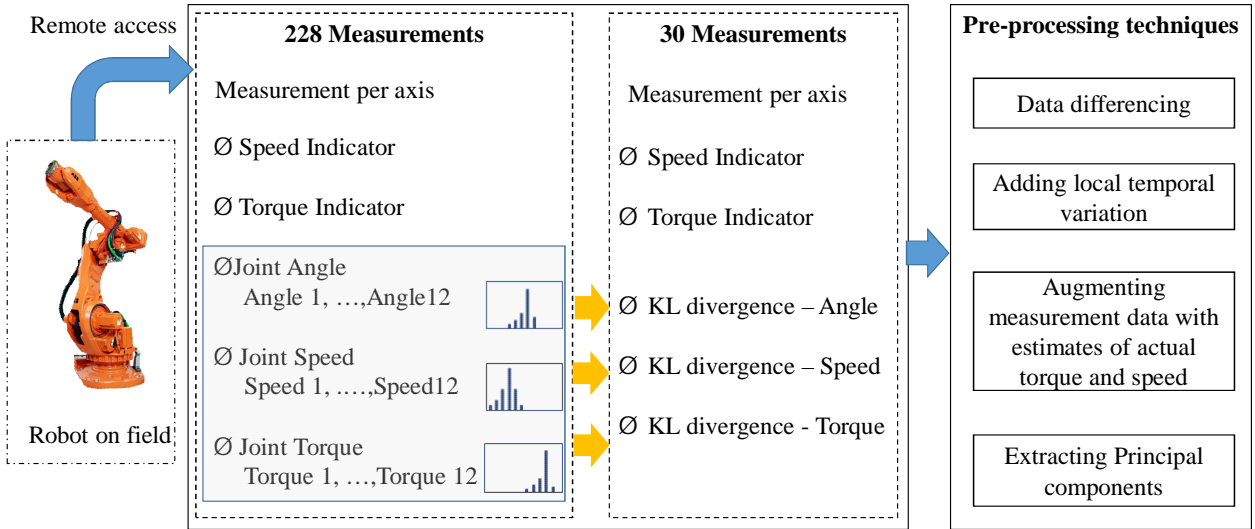 Remote access
Robot on field
228 Measurements
Measurement per axis
Ø Speed Indicator
Ø Torque Indicator
ØJoint Angle
Angle 1, …,Angle12
Ø Joint Speed
Speed 1, .…,Speed12
Ø Joint Torque
Torque 1, …,Torque 12
30 Measurements
Measurement per axis
Ø Speed Indicator
Ø Torque Indicator
Ø KL divergence – Angle
Ø KL divergence – Speed
Ø KL divergence - Torque
Pre-processing techniques
Data differencing
Adding local temporal
variation
Augmenting
measurement data with
estimates of actual
torque and speed
Extracting Principal
components